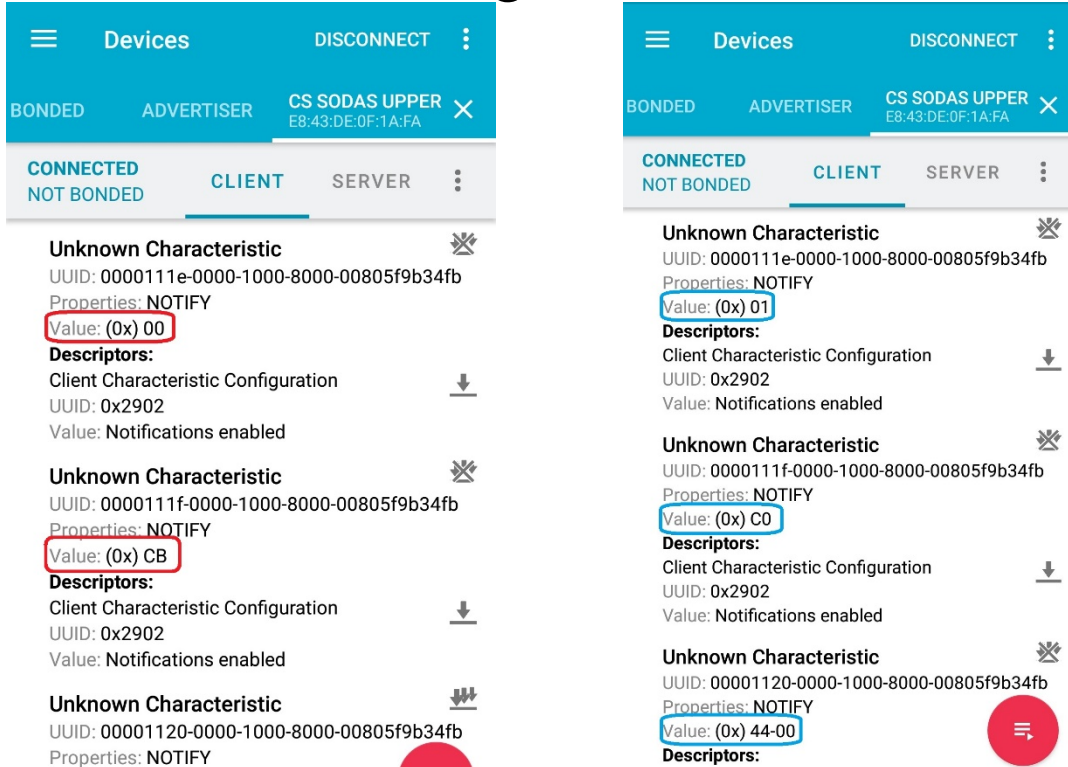 Devices
DISCONNECT
BONDED
ADVERTISER
CS SODAS UPPER
E8:43:DE:0F:1A:FA
CONNECTED
NOT BONDED
CLIENT
SERVER
Unknown Characteristic
UUID: 0000111e-0000-1000-8000-00805f9b34fb
Properties: NOTIFY
Value: (0x) 00
Descriptors:
Client Characteristic Configuration
UUID: 0x2902
Value: Notifications enabled
Unknown Characteristic
UUID: 0000111f-0000-1000-8000-00805f9b34fb
Properties: NOTIFY
Value: (0x) CB
Descriptors:
Client Characteristic Configuration
UUID: 0x2902
Value: Notifications enabled
Unknown Characteristic
UUID: 00001120-0000-1000-8000-00805f9b34fb
Properties: NOTIFY
Devices
DISCONNECT
BONDED
ADVERTISER
CS SODAS UPPER
E8:43:DE:0F:1A:FA
CONNECTED
NOT BONDED
CLIENT
SERVER
Unknown Characteristic
UUID: 0000111e-0000-1000-8000-00805f9b34fb
Properties: NOTIFY
Value: (0x) 01
Descriptors:
Client Characteristic Configuration
UUID: 0x2902
Value: Notifications enabled
Unknown Characteristic
UUID: 0000111f-0000-1000-8000-00805f9b34fb
Properties: NOTIFY
Value: (0x) C0
Descriptors:
Client Characteristic Configuration
UUID: 0x2902
Value: Notifications enabled
Unknown Characteristic
UUID: 00001120-0000-1000-8000-00805f9b34fb
Properties: NOTIFY
Value: (0x) 44-00
Descriptors: